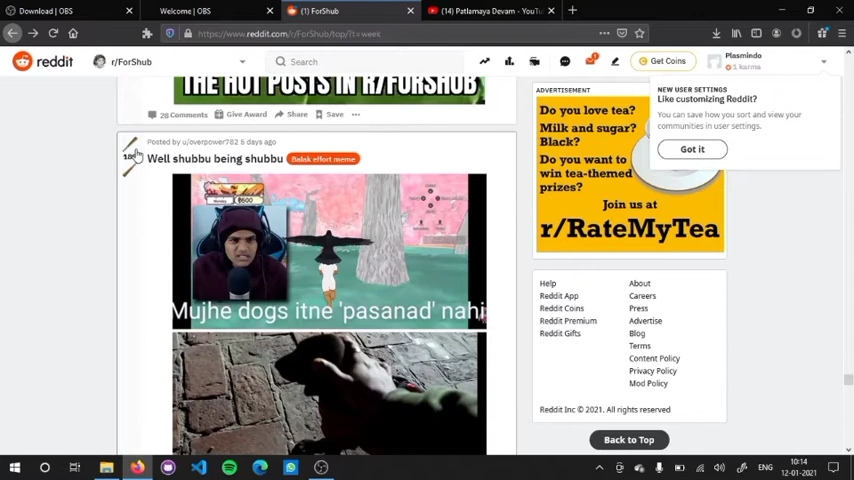 Download | OBS
Welcome | OBS
(1) ForShub
(14) Patlamaya Devam - YouT
https://www.reddit.com/r/ForShub/top/?t=week
reddit
r/ForShub
Search
Get Coins
Plasmindo
1 karma
THE HOT POSTS IN R/FORSHUB
28 Comments
Give Award
Share
Save
Posted by u/overpower782 5 days ago
Well shubbu being shubbu
Balak effort meme
₿600
Mujhe dogs itne 'pasanad' nahi
NEW USER SETTINGS
Like customizing Reddit?
You can save how you sort and view your
communities in user settings.
Got it
ADVERTISEMENT
Do you love tea?
Milk and sugar?
Black?
Do you want to
win tea-themed
prizes?
Join us at
r/RateMyTea
Help
About
Reddit App
Careers
Reddit Coins
Press
Reddit Premium
Advertise
Reddit Gifts
Blog
Terms
Content Policy
Privacy Policy
Mod Policy
Reddit Inc © 2021. All rights reserved
Back to Top
ENG
10:14
12-01-2021